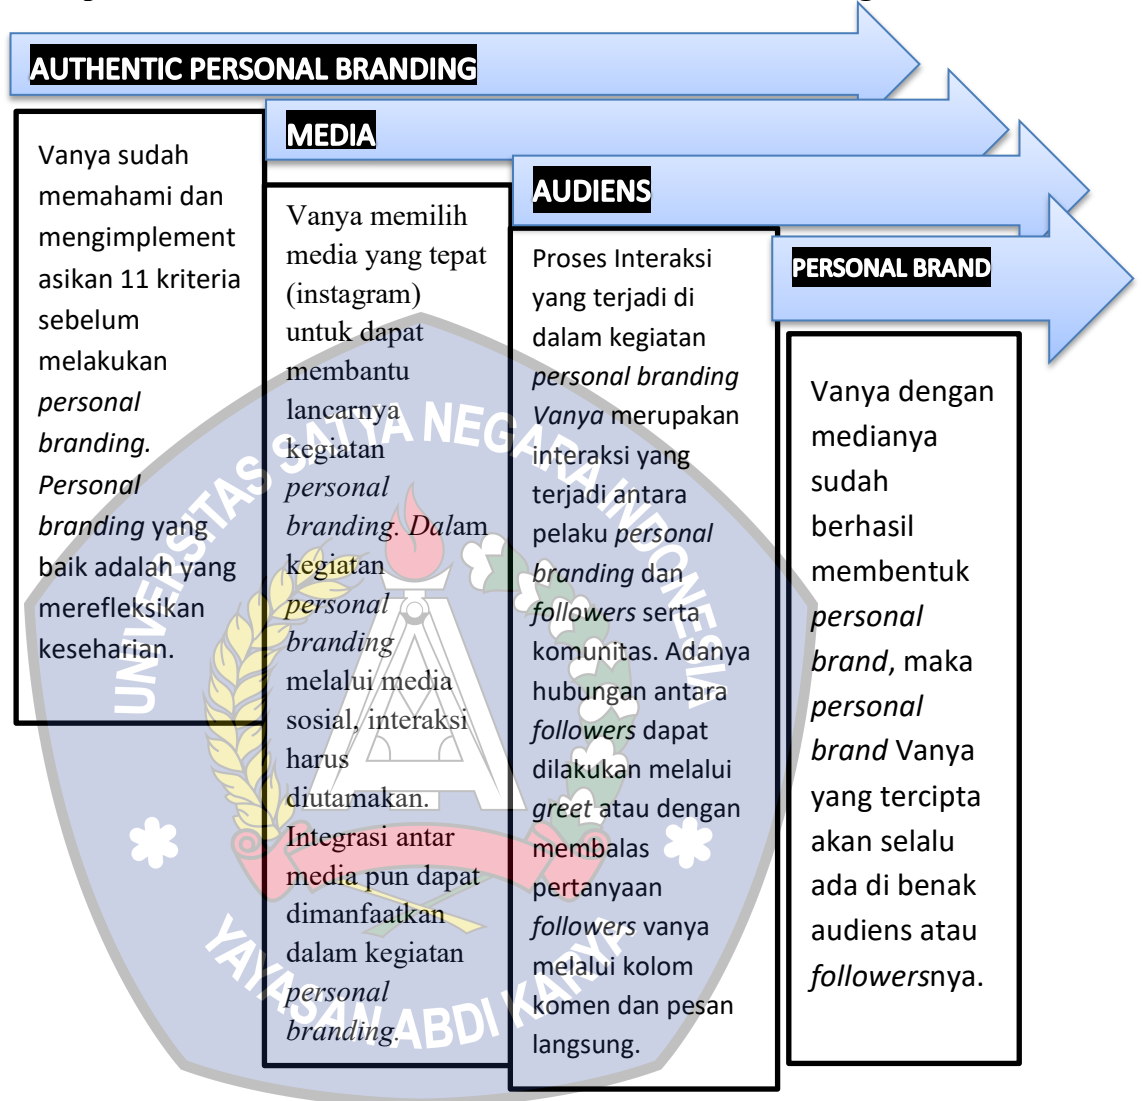 AUTHENTIC PERSONAL BRANDING
Vanya sudah
memahami dan
mengimplement
asikan 11 kriteria
sebelum
melakukan
personal
branding.
Personal
branding yang
baik adalah yang
merefleksikan
keseharian.
MEDIA
Vanya memilih
media yang tepat
(instagram)
untuk dapat
membantu
lancarnya
kegiatan
personal
branding. Dalam
kegiatan
personal
branding
melalui media
sosial, interaksi
harus
diutamakan.
Integrasi antar
media pun dapat
dimanfaatkan
dalam kegiatan
personal
branding.
AUDIENS
Proses Interaksi
yang terjadi di
dalam kegiatan
personal branding
Vanya merupakan
interaksi yang
terjadi antara
pelaku personal
branding dan
followers serta
komunitas. Adanya
hubungan antara
followers dapat
dilakukan melalui
greet atau dengan
membalas
pertanyaan
followers vanya
melalui kolom
komen dan pesan
langsung.
PERSONAL BRAND
Vanya dengan
medianya
sudah
berhasil
membentuk
personal
brand, maka
personal
brand Vanya
yang tercipta
akan selalu
ada di benak
audiens atau
followersnya.
UNIVERSITAS SATYA NEGARA INDONESIA
YAYASAN ABDI KARYA